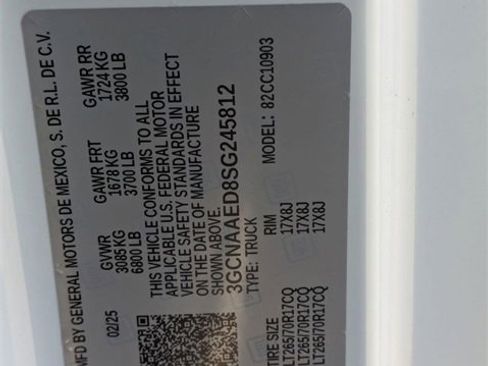 MFD BY GENERAL MOTORS DE MEXICO, S. DE R.L. DE C.V.
02/25 GVWR GAWR FRT GAWR RR
3085 KG 1678 KG 1724 KG
6800 LB 3700 LB 3800 LB
THIS VEHICLE CONFORMS TO ALL
APPLICABLE U.S. FEDERAL MOTOR
VEHICLE SAFETY STANDARDS IN EFFECT
ON THE DATE OF MANUFACTURE
SHOWN ABOVE.
3GCNAAED8SG245812
TYPE: TRUCK MODEL: 82CC10903
TIRE SIZE RIM
LT265/70R17CQ 17X8J
LT265/70R17CQ 17X8J
LT265/70R17CQ 17X8J